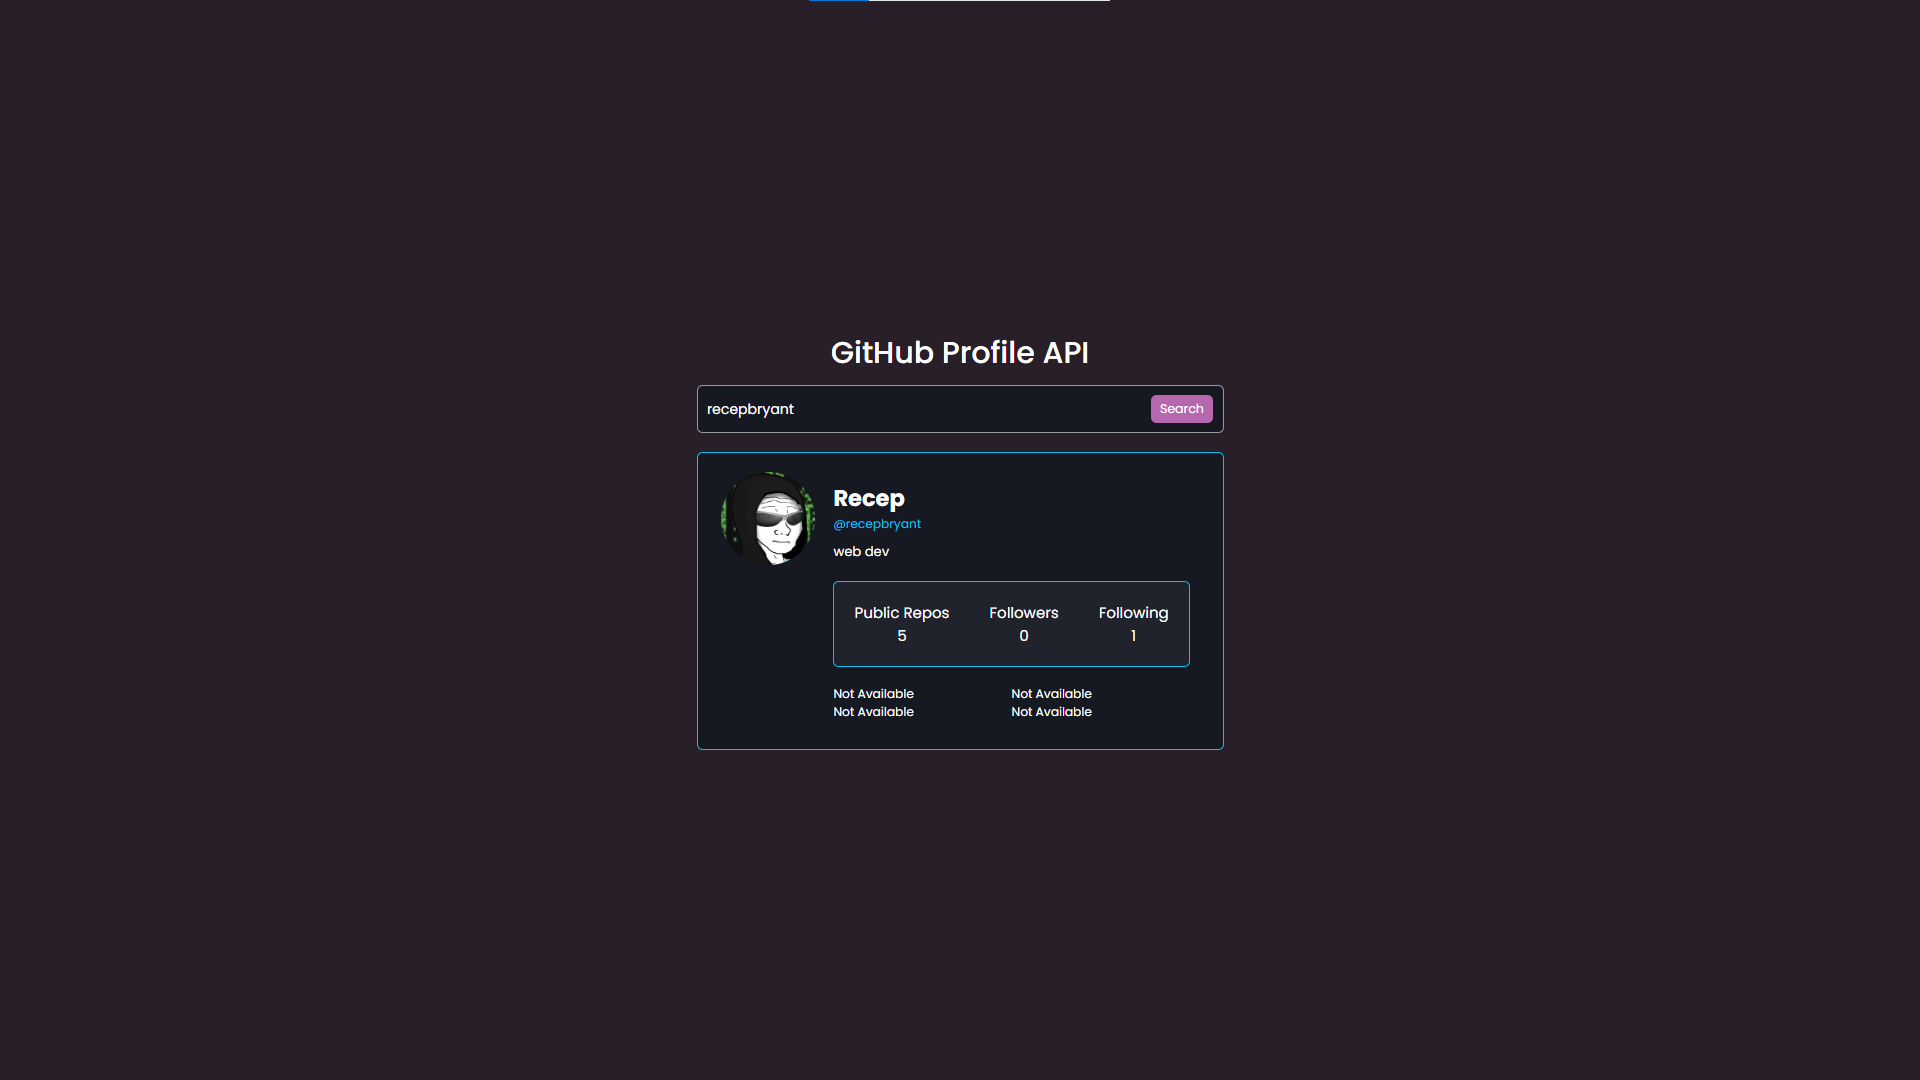 GitHub Profile API
recepbryant
Search
Recep
@recepbryant
web dev
Public Repos Followers Following
5 0 1
Not Available Not Available
Not Available Not Available